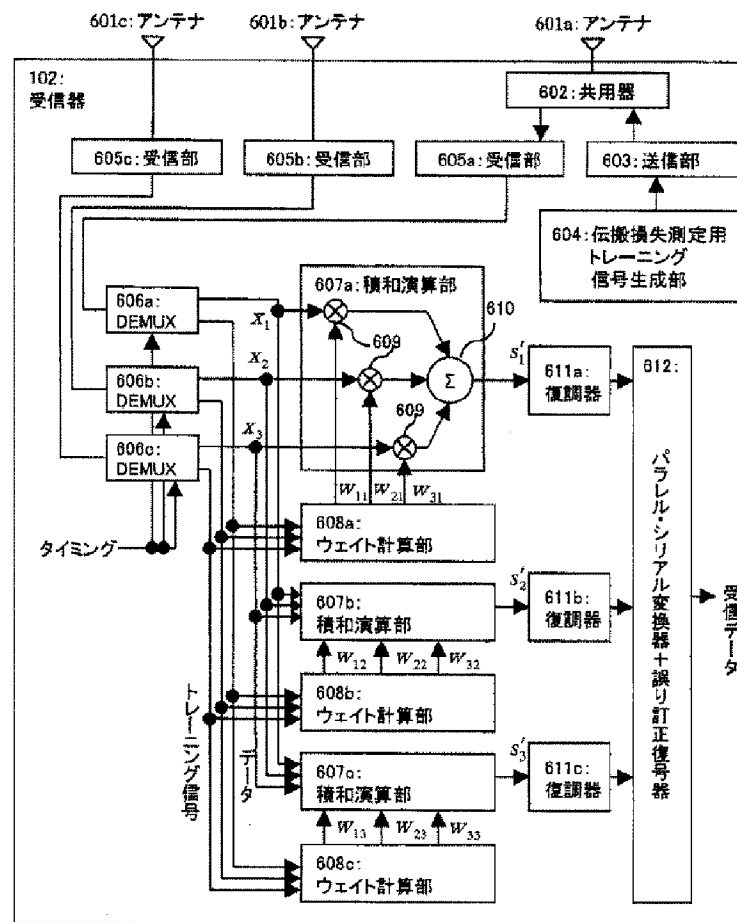 601c:アンテナ
601b:アンテナ
601a:アンテナ
102:
受信器
602:共用器
605c:受信部
605b:受信部
605a:受信部
603:送信部
604:伝搬損失測定用
トレーニング
信号生成部
606a:
DEMUX
606b:
DEMUX
606c:
DEMUX
タイミング
X1
X2
X3
607a:積和演算部
609
609
610
Σ
W11
W21
W31
608a:
ウェイト計算部
S'1
611a:
復調器
607b:
積和演算部
W12
W22
W32
608b:
ウェイト計算部
S'2
611b:
復調器
607c:
積和演算部
W13
W23
W33
608c:
ウェイト計算部
S'3
611c:
復調器
トレーニング信号
データ
612:
パラレル・シリアル変換器+誤り訂正復号器
受信データ